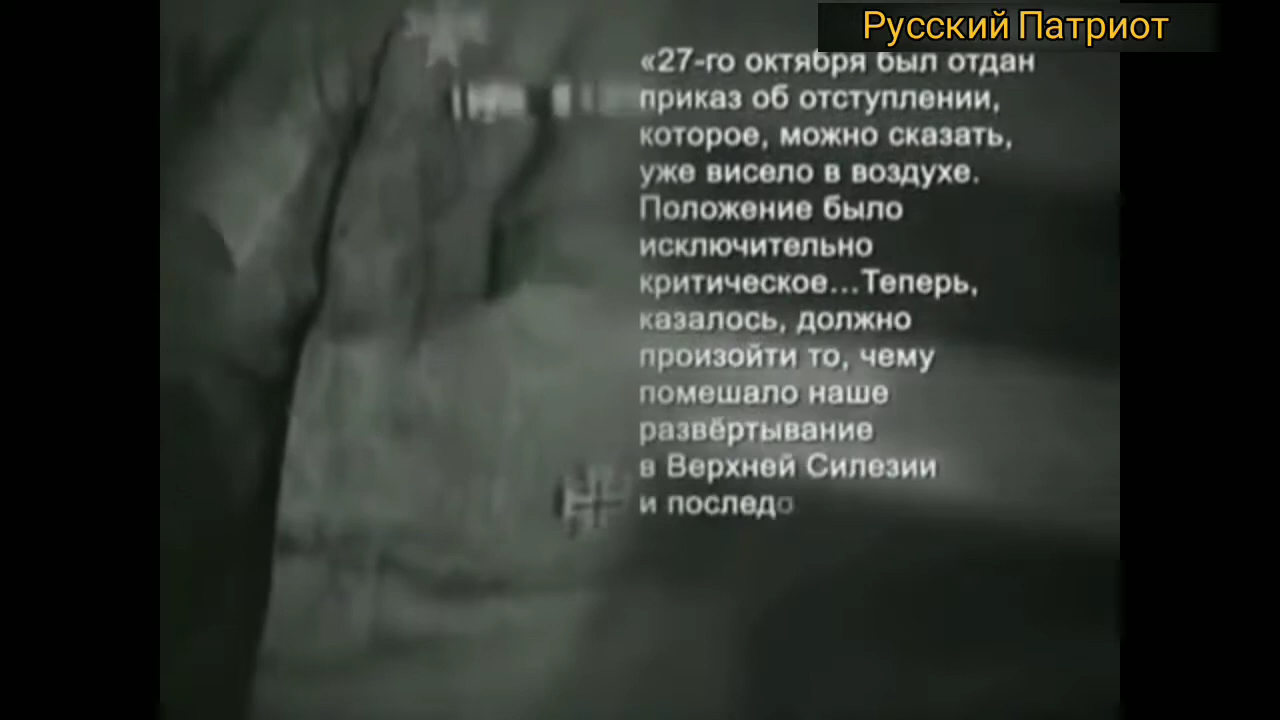 Русский Патриот
«27-го октября был отдан
приказ об отступлении,
которое, можно сказать,
уже висело в воздухе.
Положение было
исключительно
критическое...Теперь,
казалось, должно
произойти то, чему
помешало наше
развёртывание
в Верхней Силезии
и последо